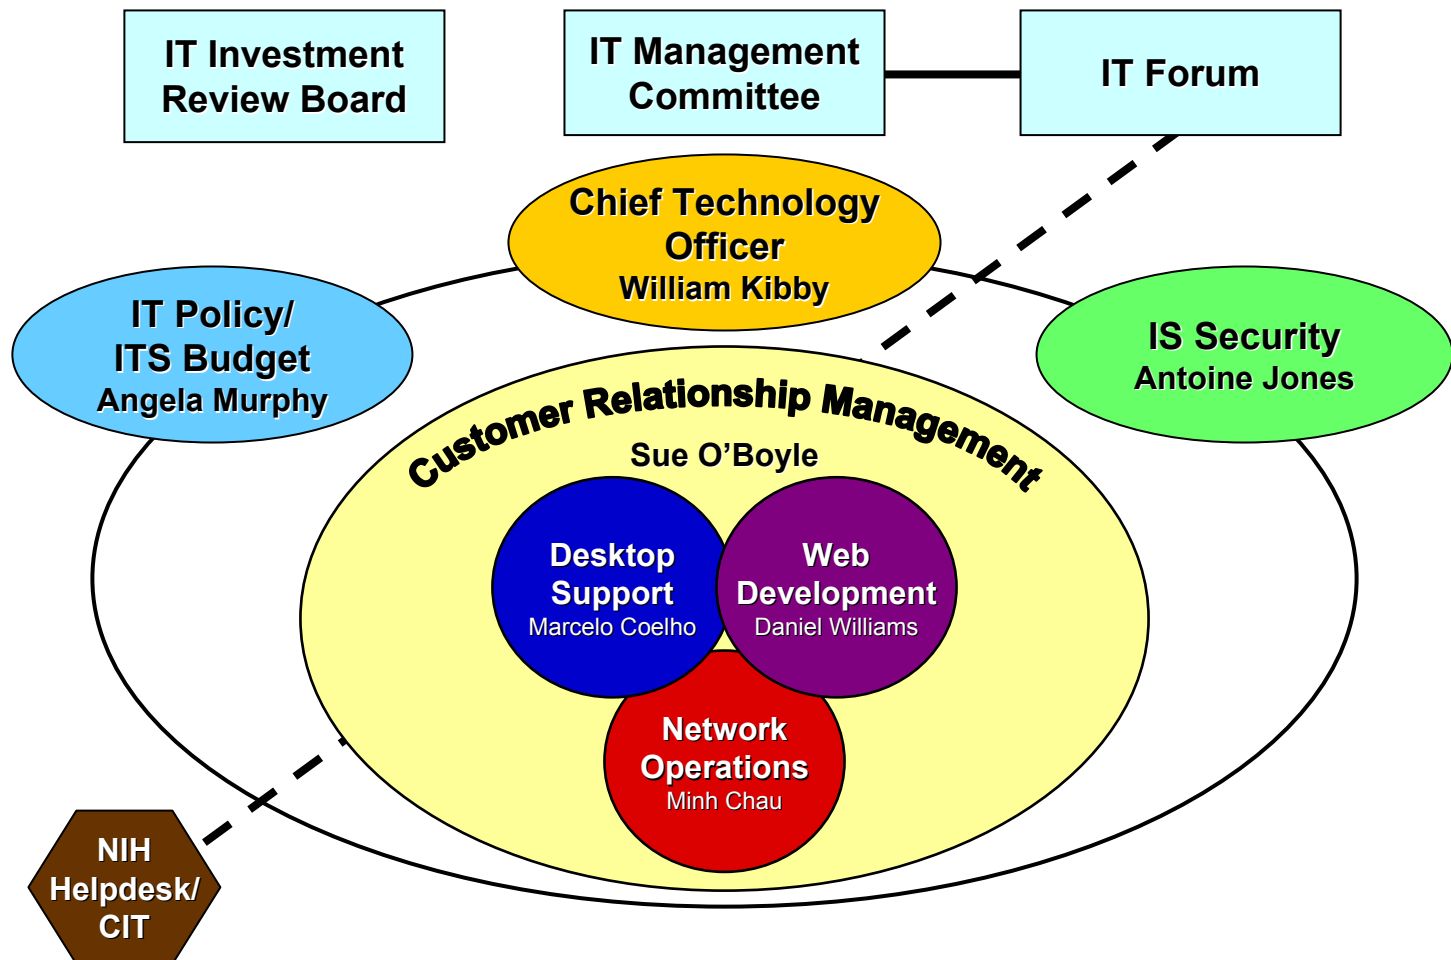 IT Investment
Review Board
IT Management
Committee
IT Forum
Chief Technology
Officer
William Kibby
IT Policy/
ITS Budget
Angela Murphy
IS Security
Antoine Jones
Customer Relationship Management
Sue O’Boyle
Desktop
Support
Marcelo Coelho
Web
Development
Daniel Williams
Network
Operations
Minh Chau
NIH
Helpdesk/
CIT